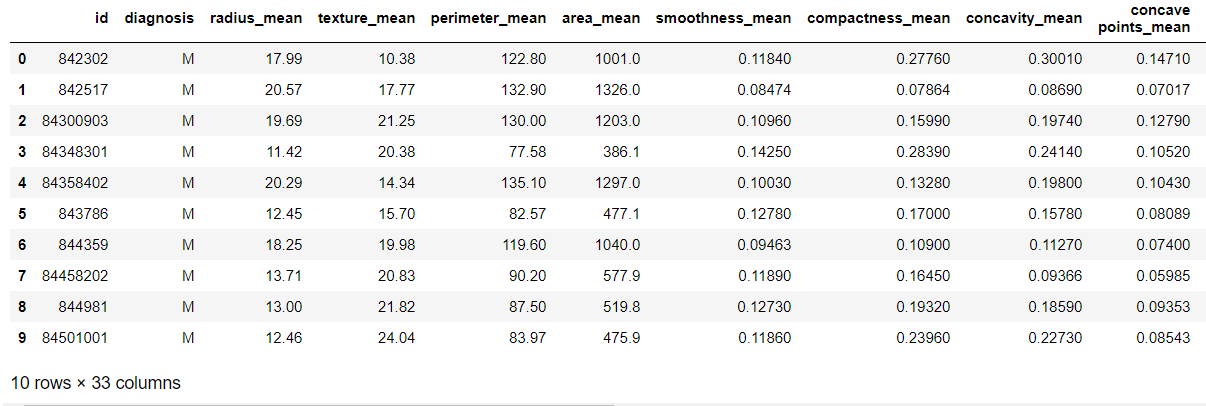 id diagnosis radius_mean texture_mean perimeter_mean area_mean smoothness_mean compactness_mean concavity_mean concave points_mean
0 842302 M 17.99 10.38 122.80 1001.0 0.11840 0.27760 0.30010 0.14710
1 842517 M 20.57 17.77 132.90 1326.0 0.08474 0.07864 0.08690 0.07017
2 84300903 M 19.69 21.25 130.00 1203.0 0.10960 0.15990 0.19740 0.12790
3 84348301 M 11.42 20.38 77.58 386.1 0.14250 0.28390 0.24140 0.10520
4 84358402 M 20.29 14.34 135.10 1297.0 0.10030 0.13280 0.19800 0.10430
5 843786 M 12.45 15.70 82.57 477.1 0.12780 0.17000 0.15780 0.08089
6 844359 M 18.25 19.98 119.60 1040.0 0.09463 0.10900 0.11270 0.07400
7 84458202 M 13.71 20.83 90.20 577.9 0.11890 0.16450 0.09366 0.05985
8 844981 M 13.00 21.82 87.50 519.8 0.12730 0.19320 0.18590 0.09353
9 84501001 M 12.46 24.04 83.97 475.9 0.11860 0.23960 0.22730 0.08543
10 rows × 33 columns